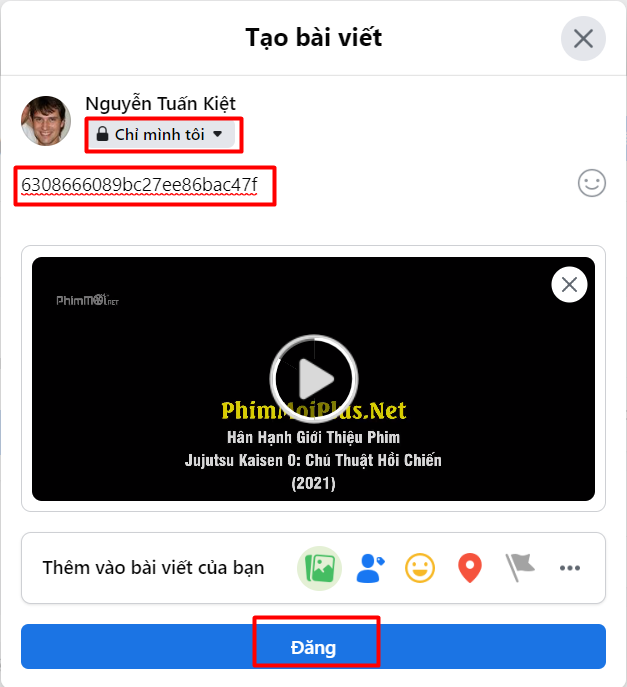 Tạo bài viết
Nguyễn Tuấn Kiệt
Chỉ mình tôi
6308666089bc27ee86bac47f
PhimMoi.NET
PhimMoiPlus.Net
Hân Hạnh Giới Thiệu Phim
Jujutsu Kaisen 0: Chú Thuật Hồi Chiến
(2021)
Thêm vào bài viết của bạn
Đăng